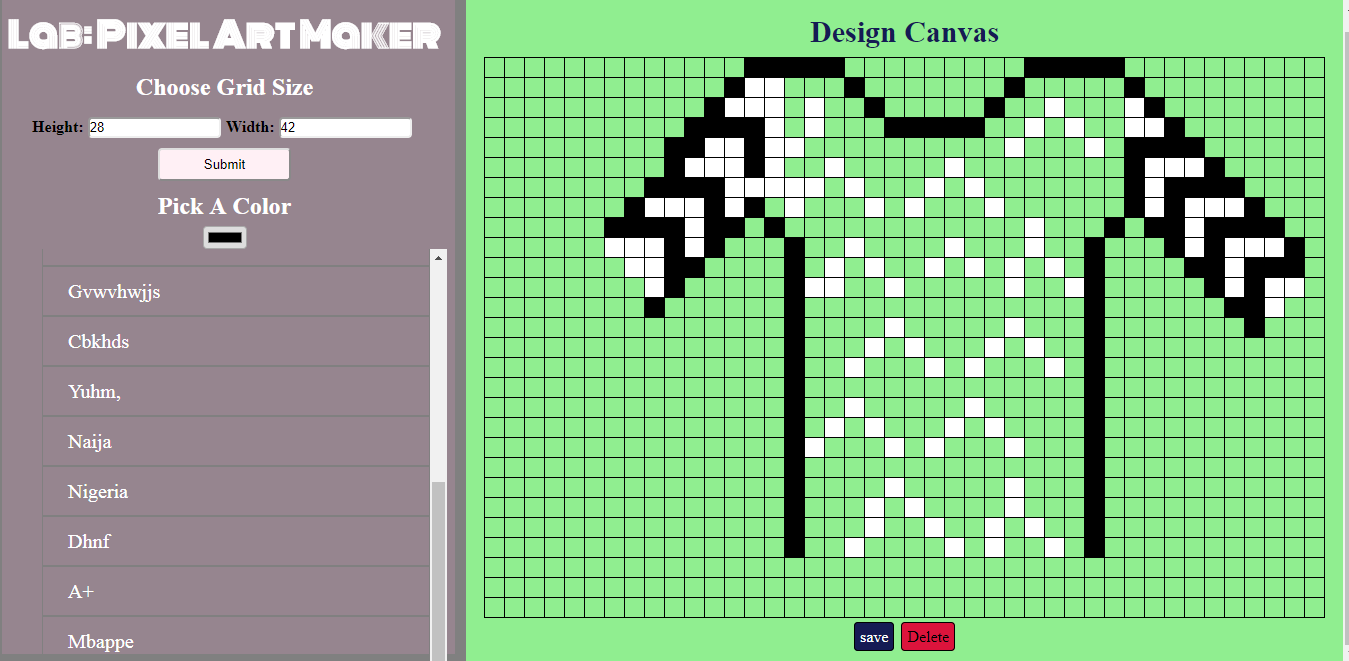 Lab: Pixel Art Maker
Choose Grid Size
Height: 28 Width: 42
Submit
Pick A Color
Gvwvhwjjs
Cbkhds
Yuhm,
Naija
Nigeria
Dhnf
A+
Mbappe
Design Canvas
save Delete